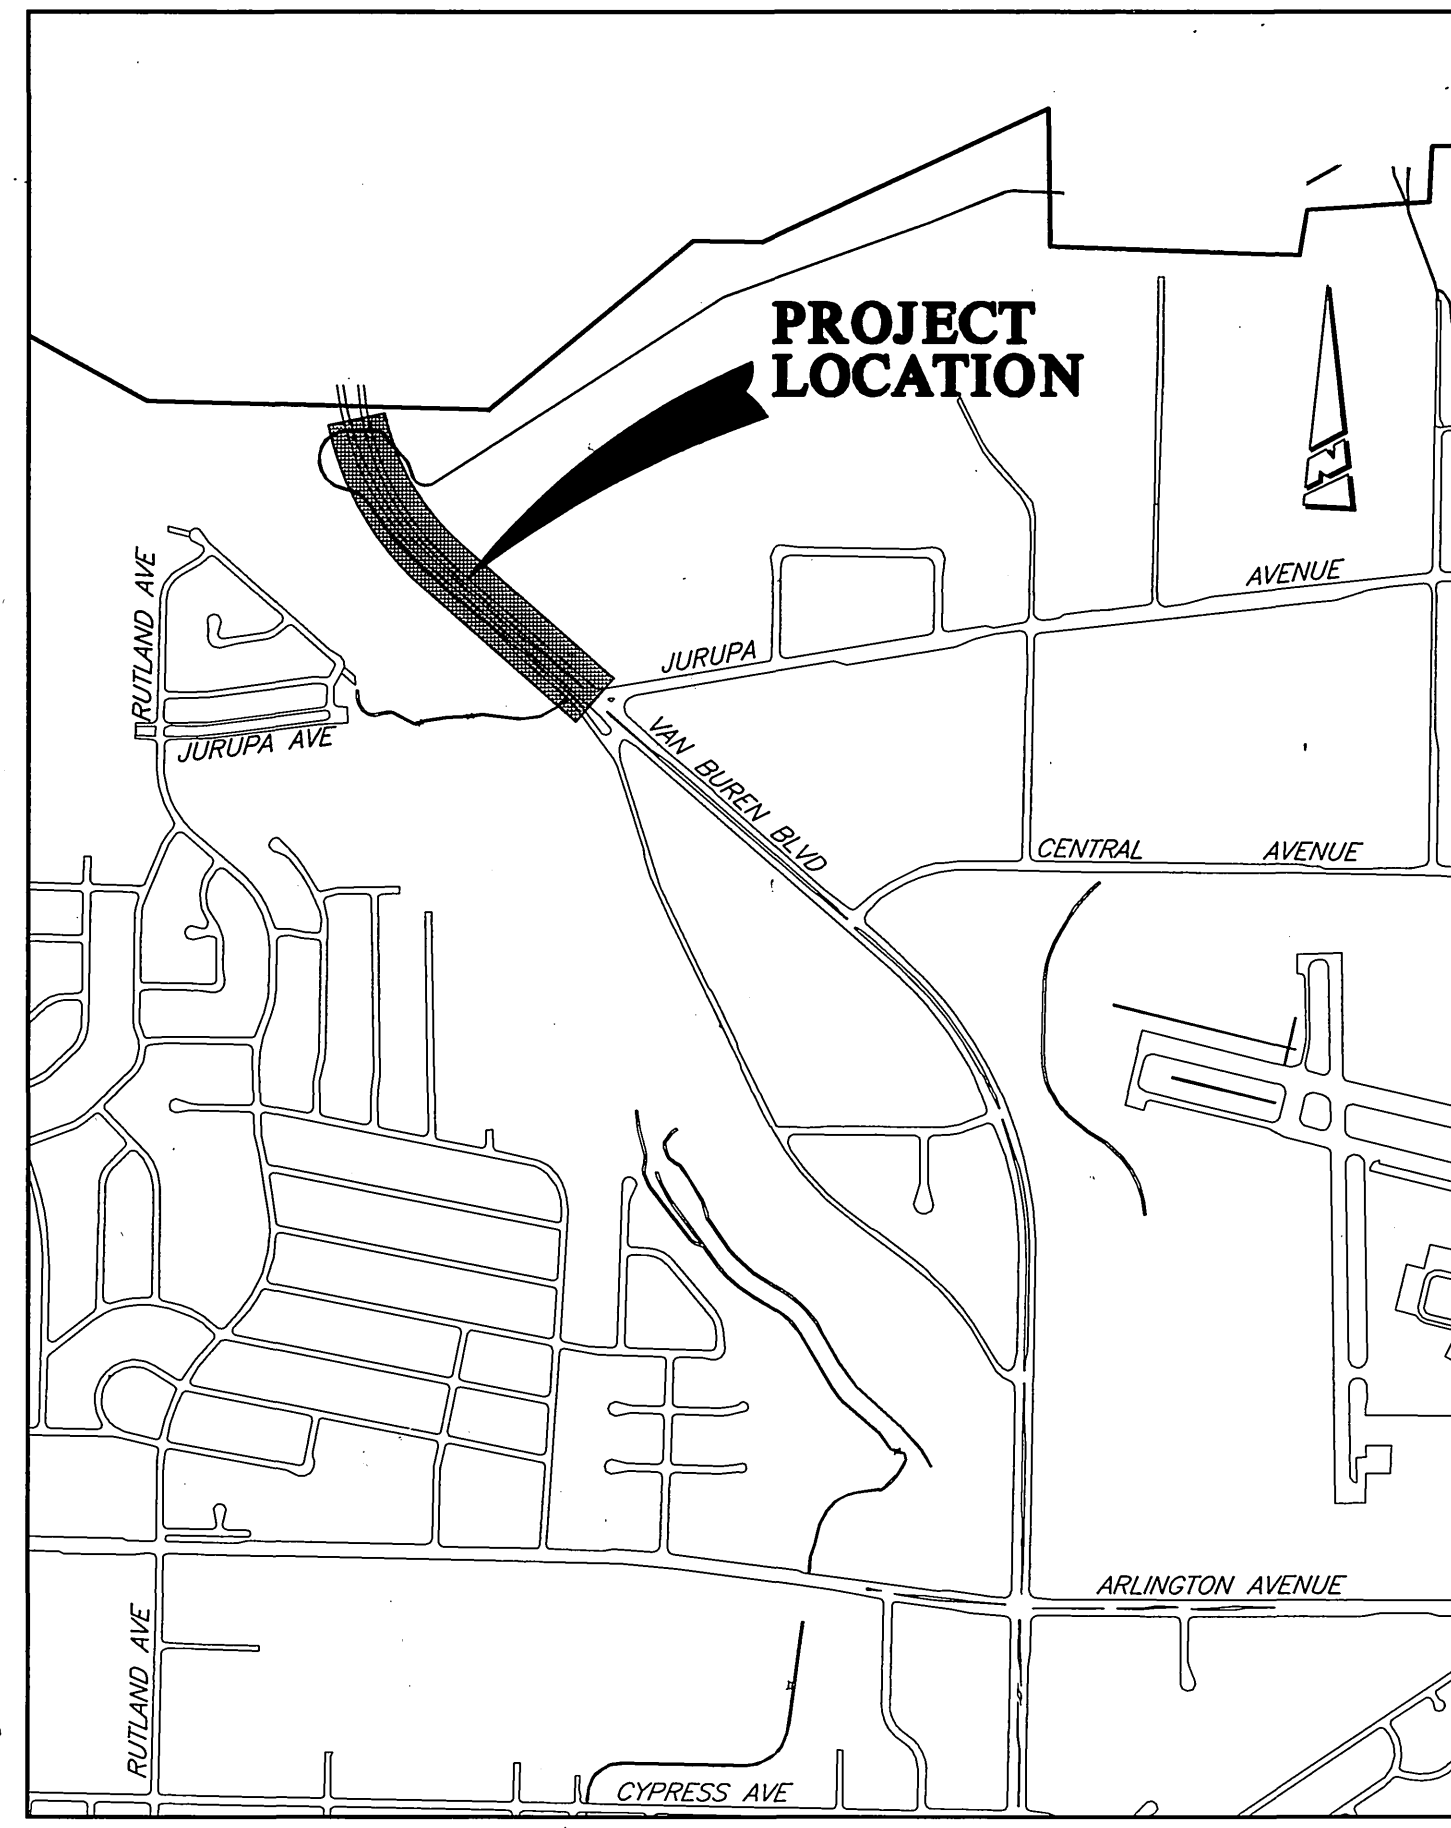 PROJECT
LOCATION
N
AVENUE
RUTLAND AVE
JURUPA
JURUPA AVE
VAN BUREN BLVD
CENTRAL AVENUE
ARLINGTON AVENUE
RUTLAND AVE
CYPRESS AVE